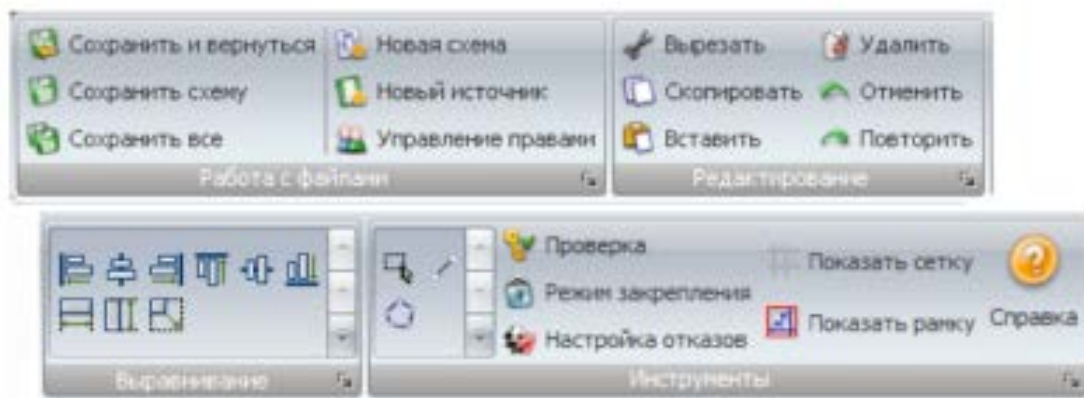 Сохранить и вернуться
Сохранить схему
Сохранить все
Новая схема
Новый источник
Управление правами
Работа с файлами
Вырезать
Скопировать
Вставить
Удалить
Отменить
Повторить
Редактирование
Выравнивание
Проверка
Режим закрепления
Настройка отказов
Показать сетку
Показать рамку
Справка
Инструменты